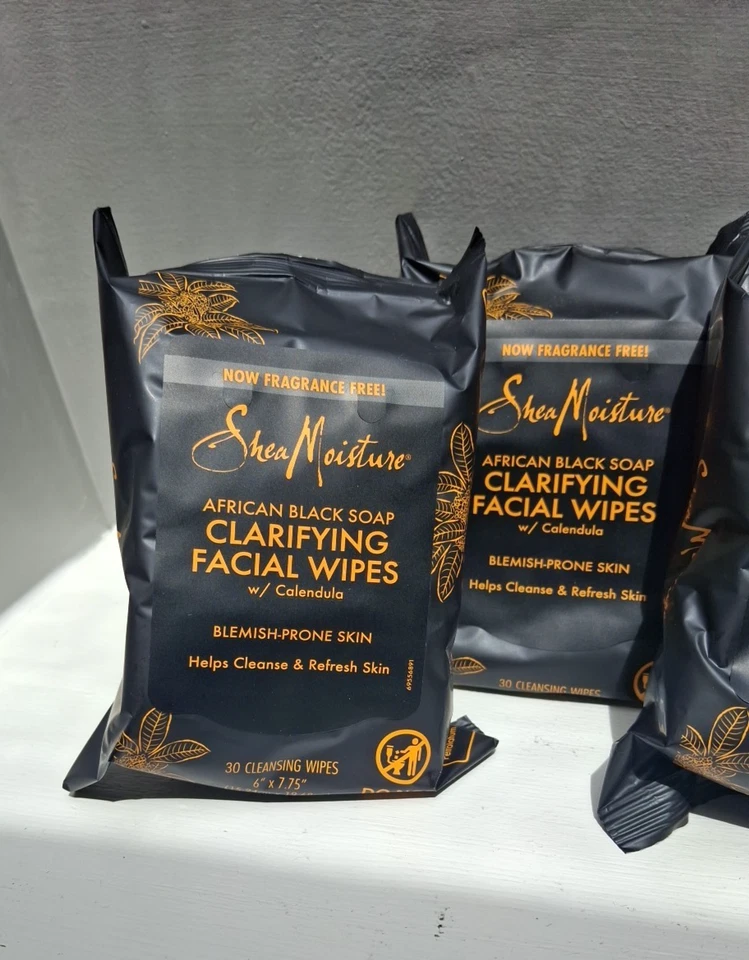 NOW FRAGRANCE FREE!
SheaMoisture®
AFRICAN BLACK SOAP
CLARIFYING
FACIAL WIPES
w/ Calendula
BLEMISH-PRONE SKIN
Helps Cleanse & Refresh Skin
69556891
30 CLEANSING WIPES
6" x 7.75"
NOW FRAGRANCE FREE!
SheaMoisture®
AFRICAN BLACK SOAP
CLARIFYING
FACIAL WIPES
w/ Calendula
BLEMISH-PRONE SKIN
Helps Cleanse & Refresh Skin
30 CLEANSING WIPES